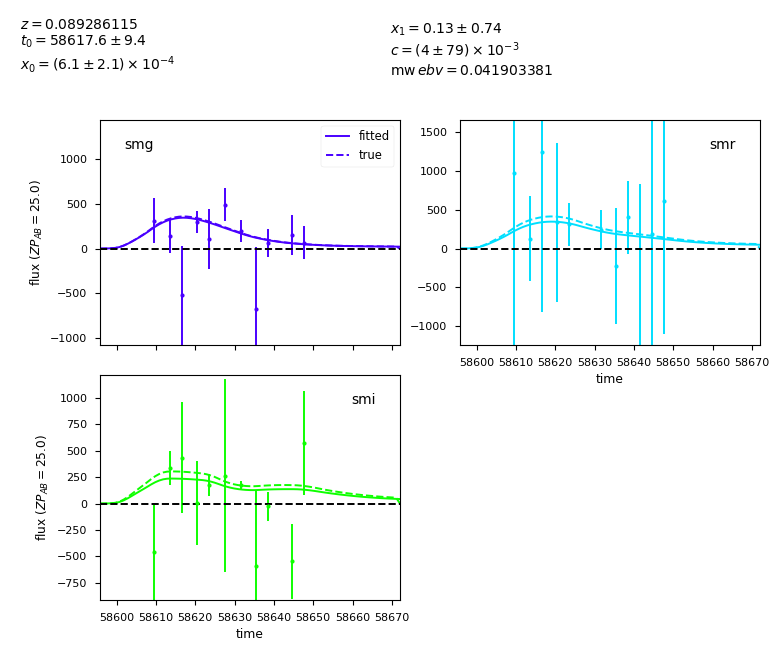 z = 0.089286115
t₀ = 58617.6 ± 9.4
x₀ = (6.1 ± 2.1) × 10⁻⁴
x₁ = 0.13 ± 0.74
c = (4 ± 79) × 10⁻³
mw ebv = 0.041903381
smg
fitted
true
1000
500
0
−500
−1000
flux (ZP_AB = 25.0)
smr
1500
1000
500
0
−500
−1000
58600 58610 58620 58630 58640 58650 58660 58670
time
smi
1000
750
500
250
0
−250
−500
−750
flux (ZP_AB = 25.0)
58600 58610 58620 58630 58640 58650 58660 58670
time